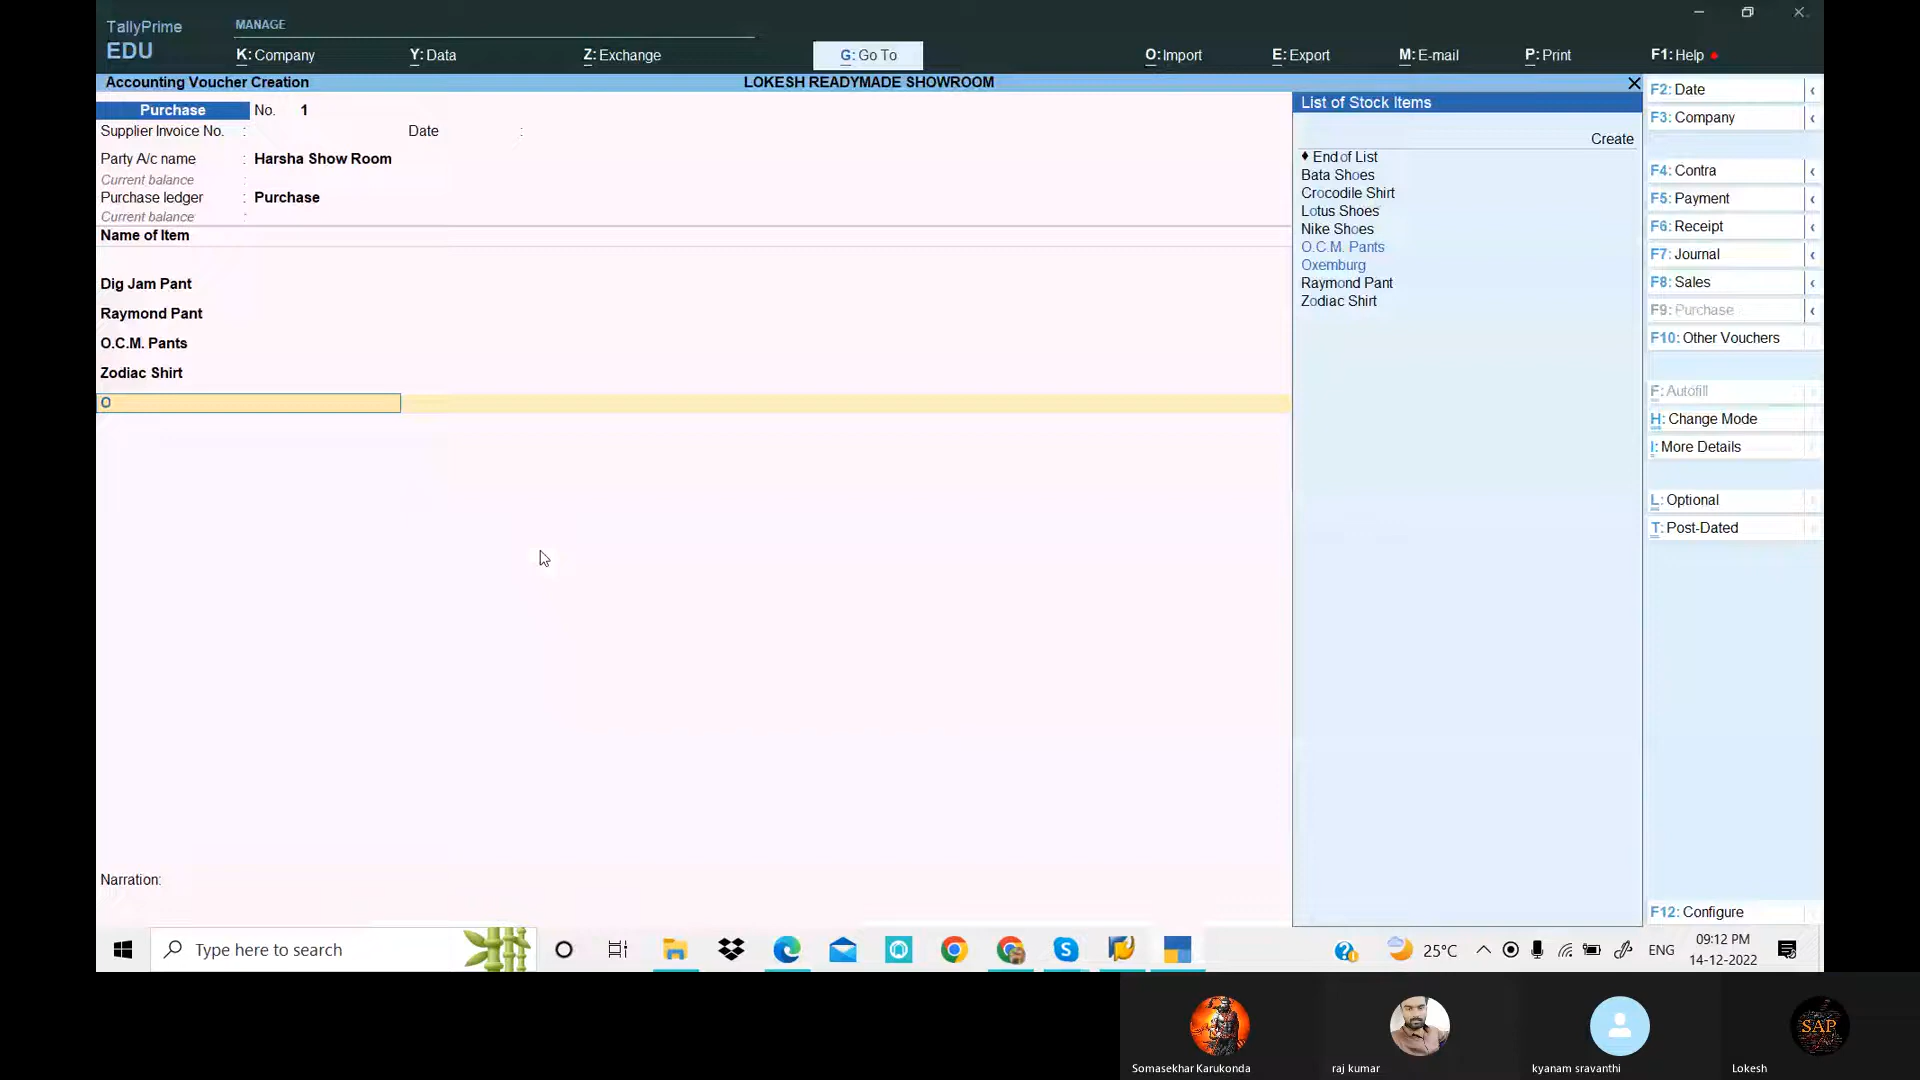 TallyPrime
EDU
MANAGE
K: Company
Y: Data
Z: Exchange
G: Go To
O: Import
E: Export
M: E-mail
P: Print
F1: Help
Accounting Voucher Creation
LOKESH READYMADE SHOWROOM
Purchase No. 1
Supplier Invoice No. :
Date :
Party A/c name : Harsha Show Room
Current balance :
Purchase ledger : Purchase
Current balance :
Name of Item
Dig Jam Pant
Raymond Pant
O.C.M. Pants
Zodiac Shirt
O
Narration:
List of Stock Items
Create
♦ End of List
Bata Shoes
Crocodile Shirt
Lotus Shoes
Nike Shoes
O.C.M. Pants
Oxemburg
Raymond Pant
Zodiac Shirt
F2: Date
F3: Company
F4: Contra
F5: Payment
F6: Receipt
F7: Journal
F8: Sales
F9: Purchase
F10: Other Vouchers
F: Autofill
H: Change Mode
I: More Details
L: Optional
T: Post-Dated
F12: Configure
Type here to search
25°C
ENG
09:12 PM
14-12-2022
SAP
Somasekhar Karukonda
raj kumar
kyanam sravanthi
Lokesh